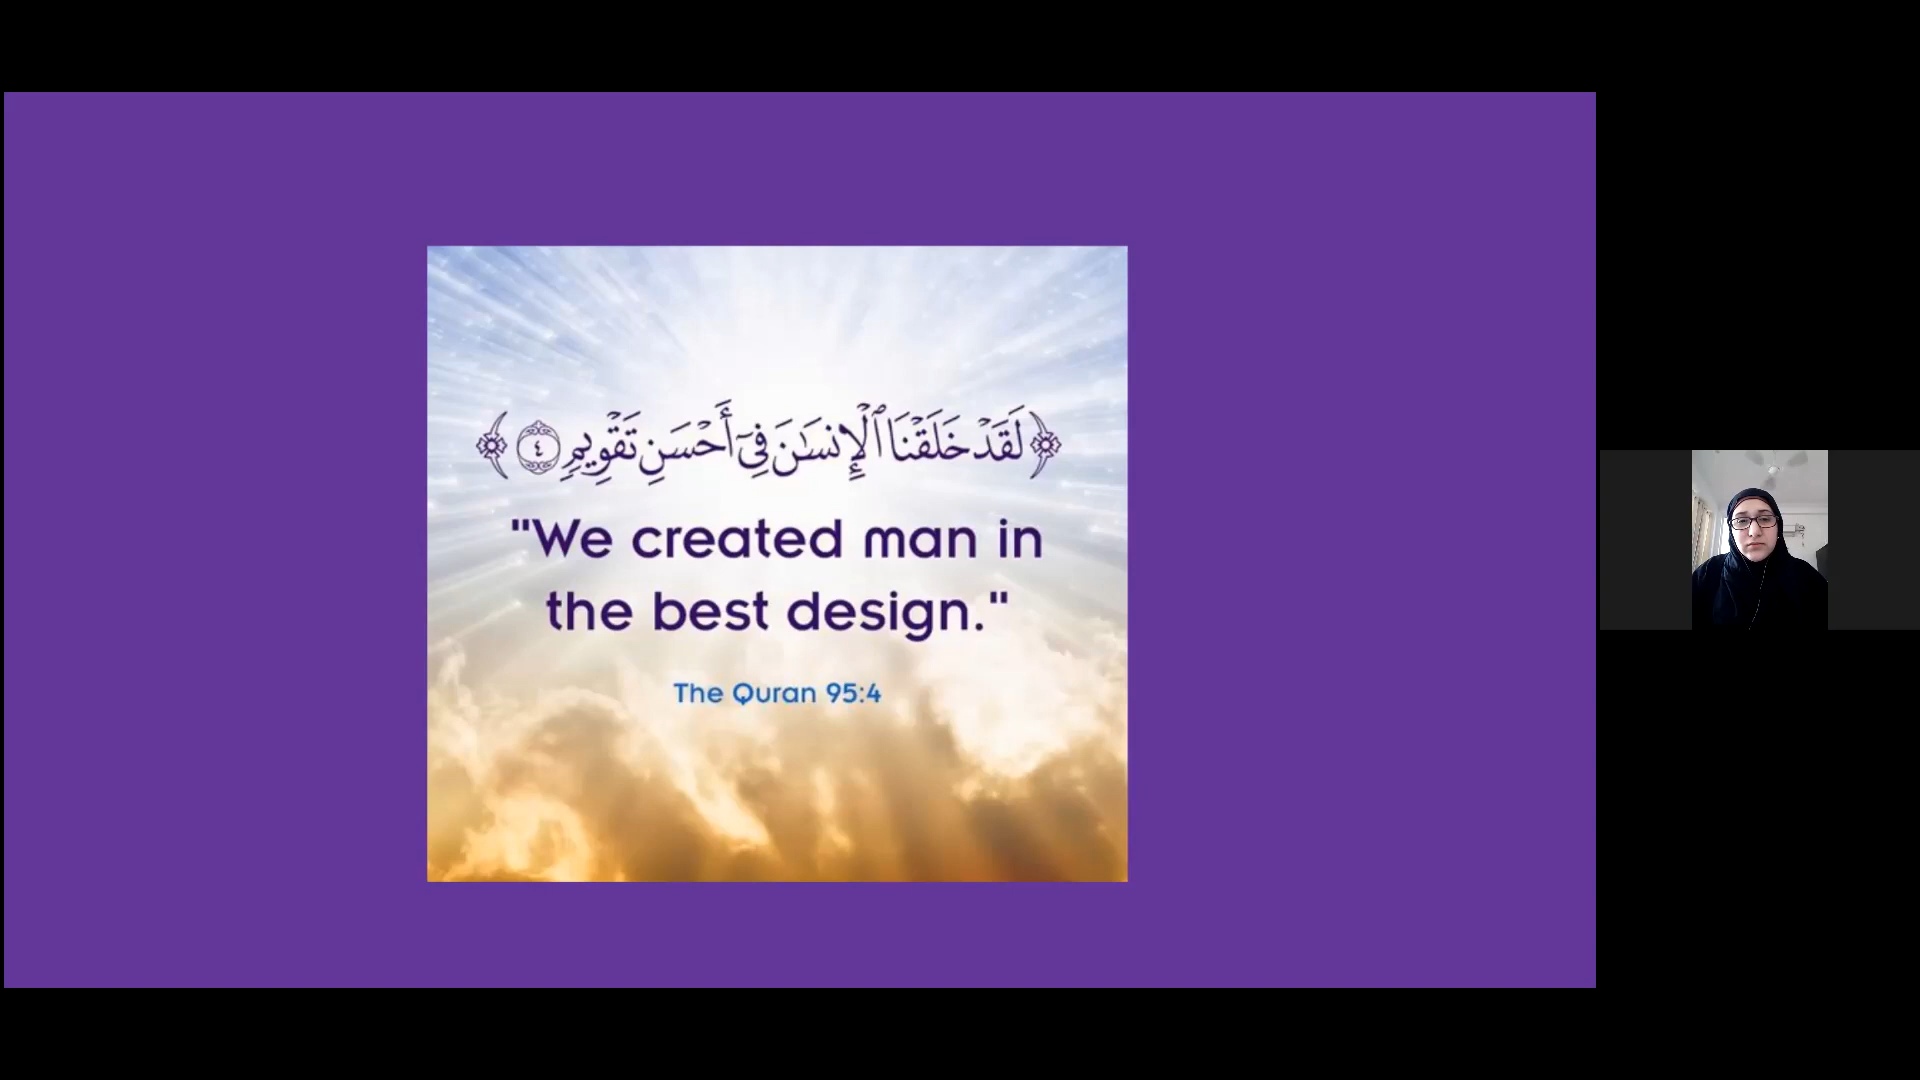 ﴿لَقَدْ خَلَقْنَا ٱلْإِنسَٰنَ فِىٓ أَحْسَنِ تَقْوِيمٍ ٤﴾
"We created man in
the best design."
The Quran 95:4